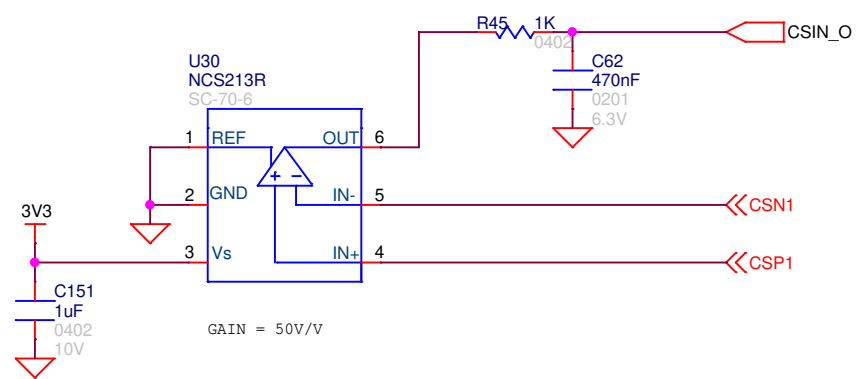 R45 1K
0402
CSIN_O
C62
470nF
0201
6.3V
U30
NCS213R
SC-70-6
1 REF OUT 6
2 GND IN- 5
CSN1
3V3
3 Vs IN+ 4
CSP1
+ -
C151
1uF
0402
10V
GAIN = 50V/V